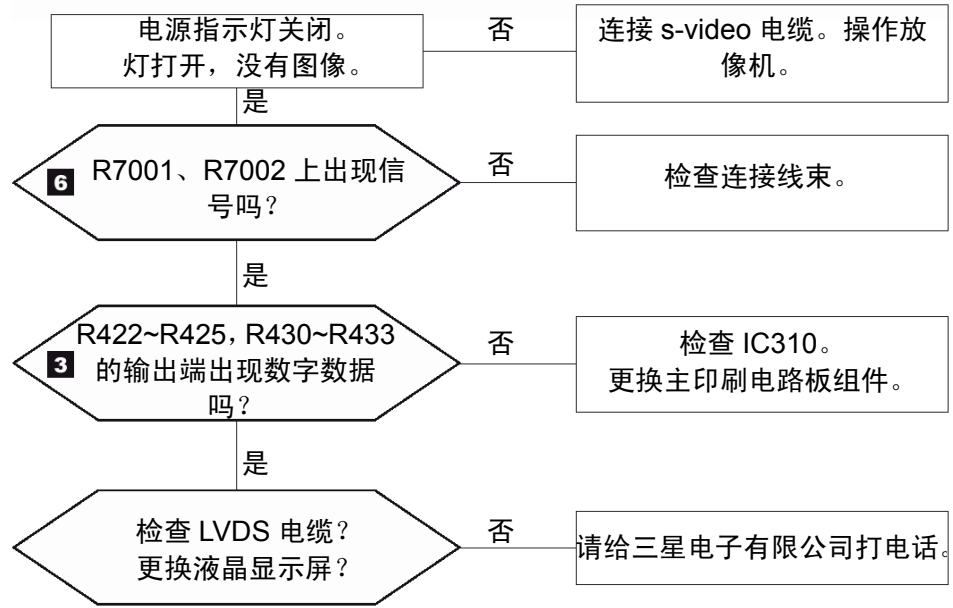 电源指示灯关闭。
灯打开，没有图像。
否
连接 s-video 电缆。操作放
像机。
是
6
R7001、R7002 上出现信
号吗？
否
检查连接线束。
是
3
R422~R425，R430~R433
的输出端出现数字数据
吗？
否
检查 IC310。
更换主印刷电路板组件。
是
检查 LVDS 电缆？
更换液晶显示屏？
否
请给三星电子有限公司打电话。